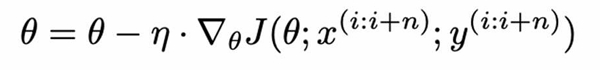 θ = θ − η · ∇_θ J(θ; x^{(i:i+n)}; y^{(i:i+n)})